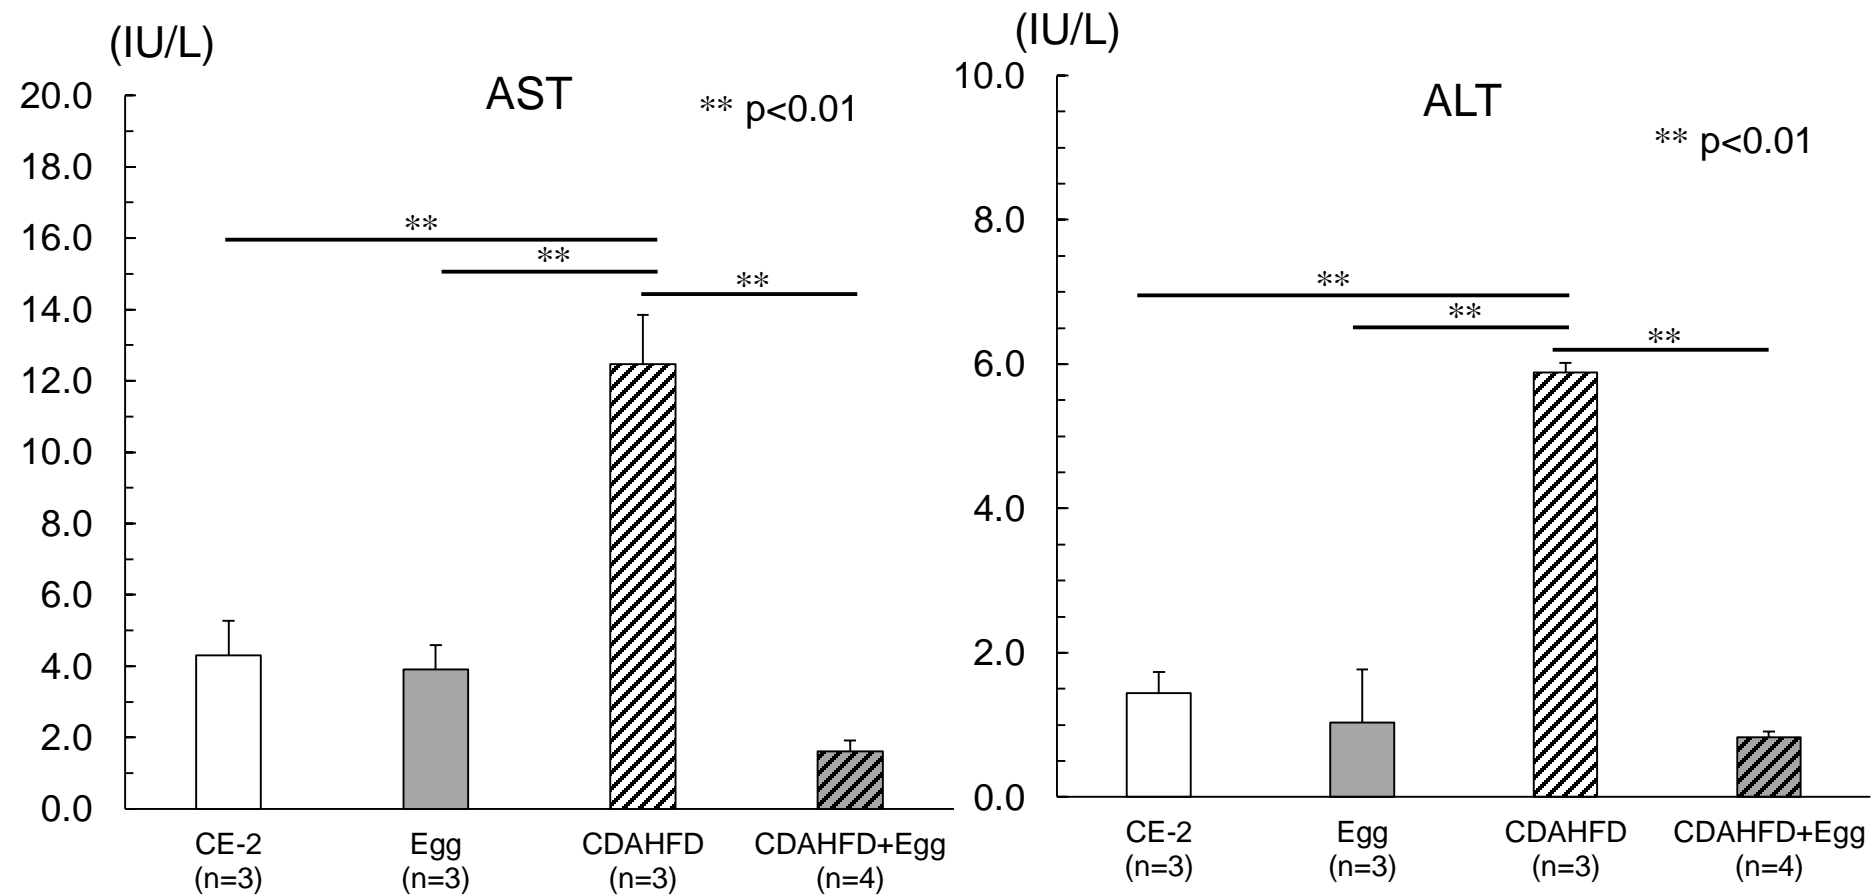 (IU/L)
AST
** p<0.01
20.0
18.0
16.0
14.0
12.0
10.0
8.0
6.0
4.0
2.0
0.0
**
**
**
CE-2
(n=3)
Egg
(n=3)
CDAHFD
(n=3)
CDAHFD+Egg
(n=4)
(IU/L)
ALT
** p<0.01
10.0
8.0
6.0
4.0
2.0
0.0
**
**
**
CE-2
(n=3)
Egg
(n=3)
CDAHFD
(n=3)
CDAHFD+Egg
(n=4)